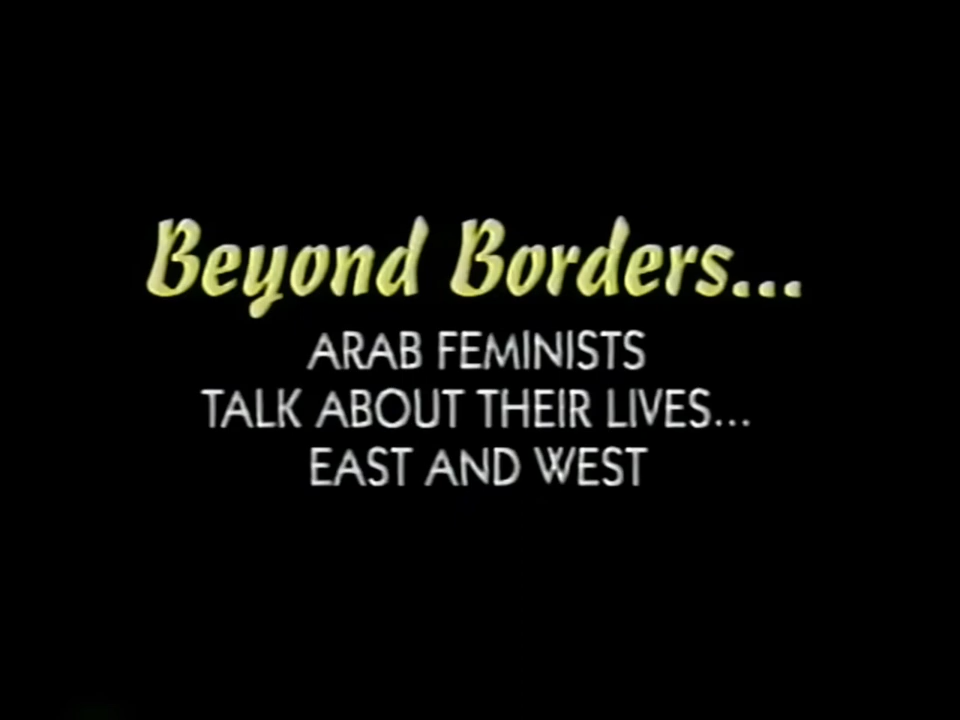 Beyond Borders...
ARAB FEMINISTS
TALK ABOUT THEIR LIVES...
EAST AND WEST